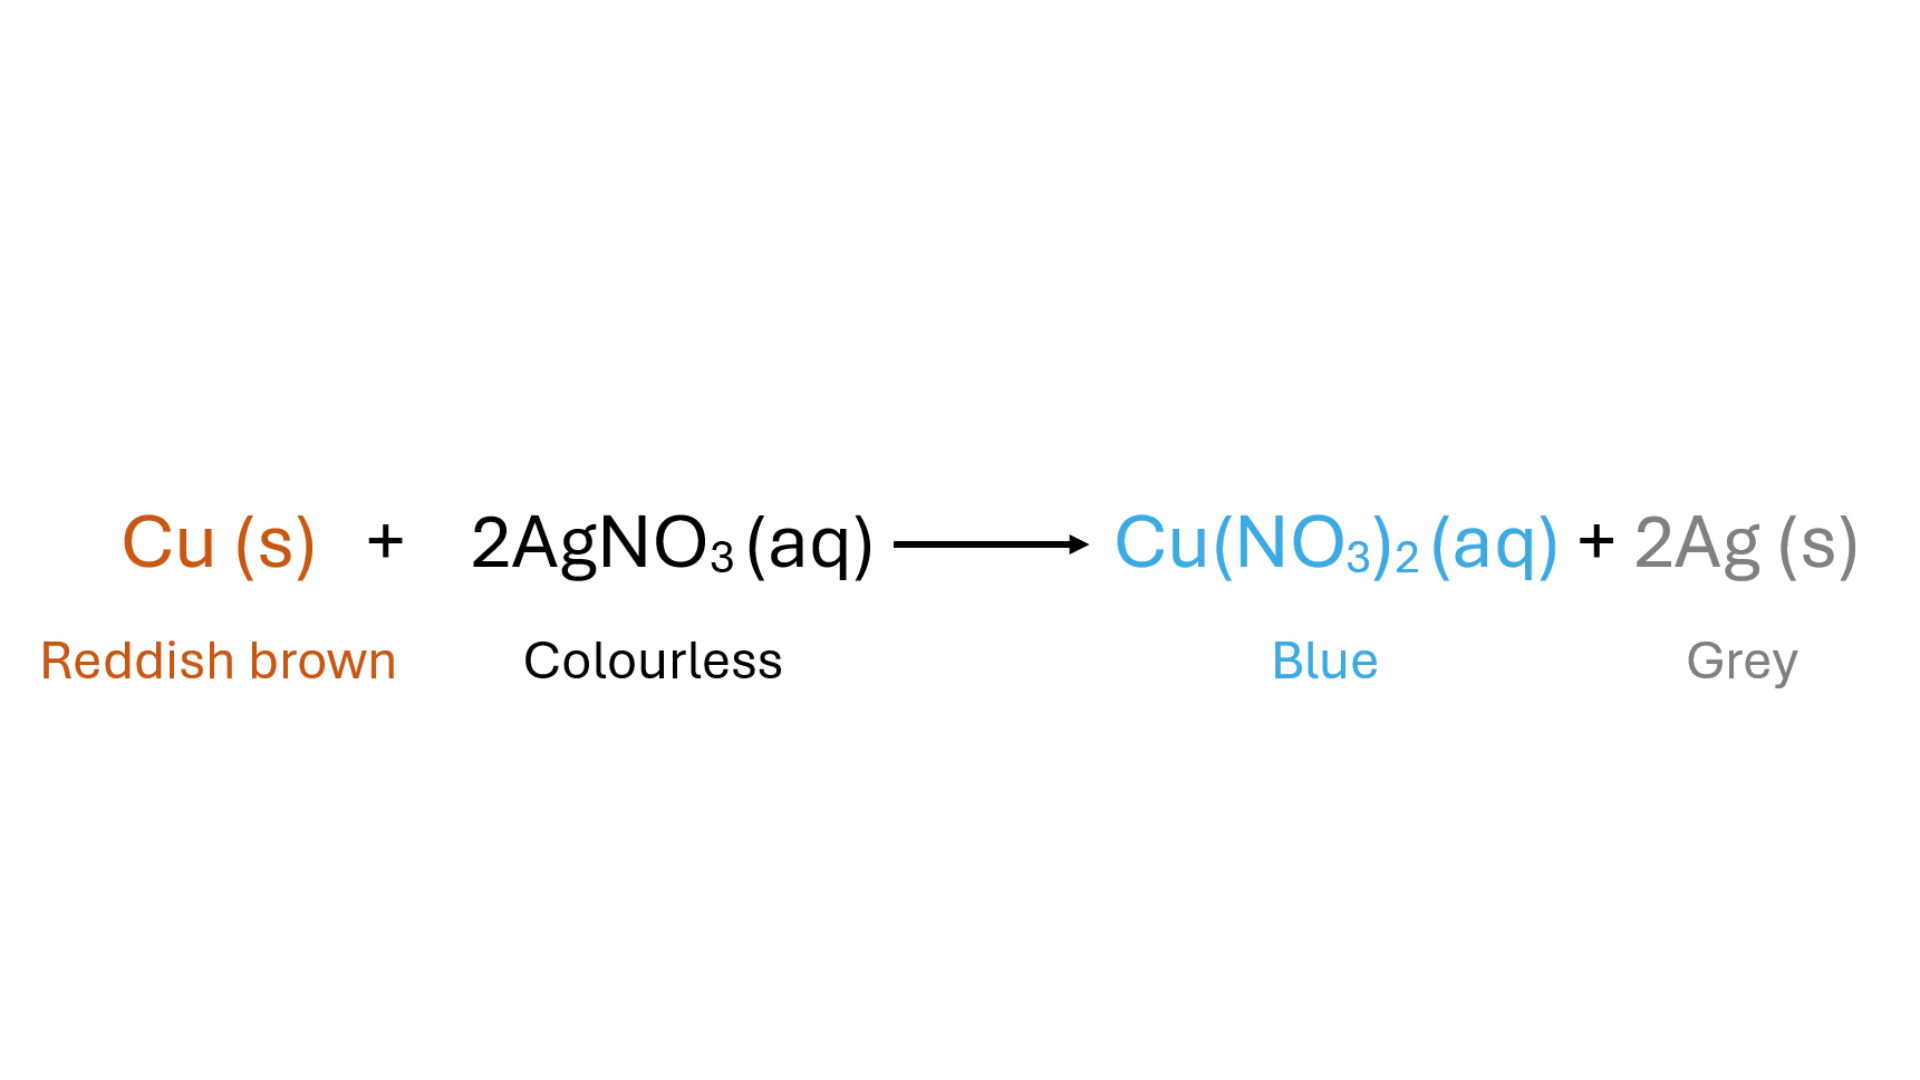 Cu (s) + 2AgNO₃ (aq) ⟶ Cu(NO₃)₂ (aq) + 2Ag (s)
Reddish brown Colourless Blue Grey